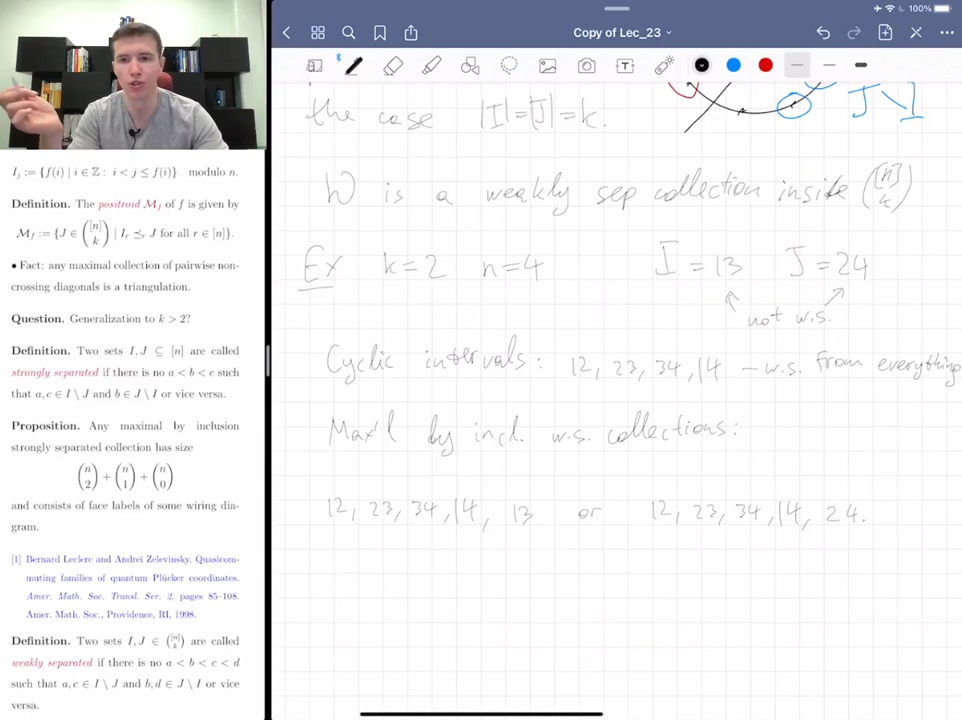 100%
Copy of Lec_23
the case |I|=|J|=k.
J\I
W is a weakly sep collection inside ([n] k)
Ex k=2 n=4 I=13 J=24
not w.s.
Cyclic intervals: 12, 23, 34, 14 – w.s. from everything
Max'l by incl. w.s. collections:
12, 23, 34, 14, 13 or 12, 23, 34, 14, 24.
I_j := {f(i) | i ∈ ℤ : i < j ≤ f(i)} modulo n.
Definition. The positroid M_f of f is given by
M_f := {J ∈ ([n] k) | I_r ⪯_r J for all r ∈ [n]}.
• Fact: any maximal collection of pairwise non-
crossing diagonals is a triangulation.
Question. Generalization to k > 2?
Definition. Two sets I, J ⊆ [n] are called
strongly separated if there is no a < b < c such
that a, c ∈ I \ J and b ∈ J \ I or vice versa.
Proposition. Any maximal by inclusion
strongly separated collection has size
(n 2) + (n 1) + (n 0)
and consists of face labels of some wiring dia-
gram.
[1] Bernard Leclerc and Andrei Zelevinsky. Quasicom-
muting families of quantum Plücker coordinates.
Amer. Math. Soc. Transl. Ser. 2, pages 85–108.
Amer. Math. Soc., Providence, RI, 1998.
Definition. Two sets I, J ∈ ([n] k) are called
weakly separated if there is no a < b < c < d
such that a, c ∈ I \ J and b, d ∈ J \ I or vice
versa.